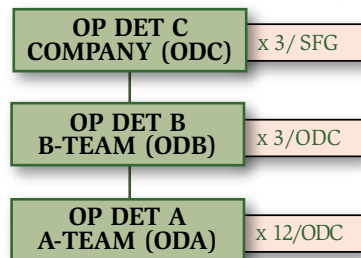 OP DET C
COMPANY (ODC)
x 3/ SFG
OP DET B
B-TEAM (ODB)
x 3/ODC
OP DET A
A-TEAM (ODA)
x 12/ODC